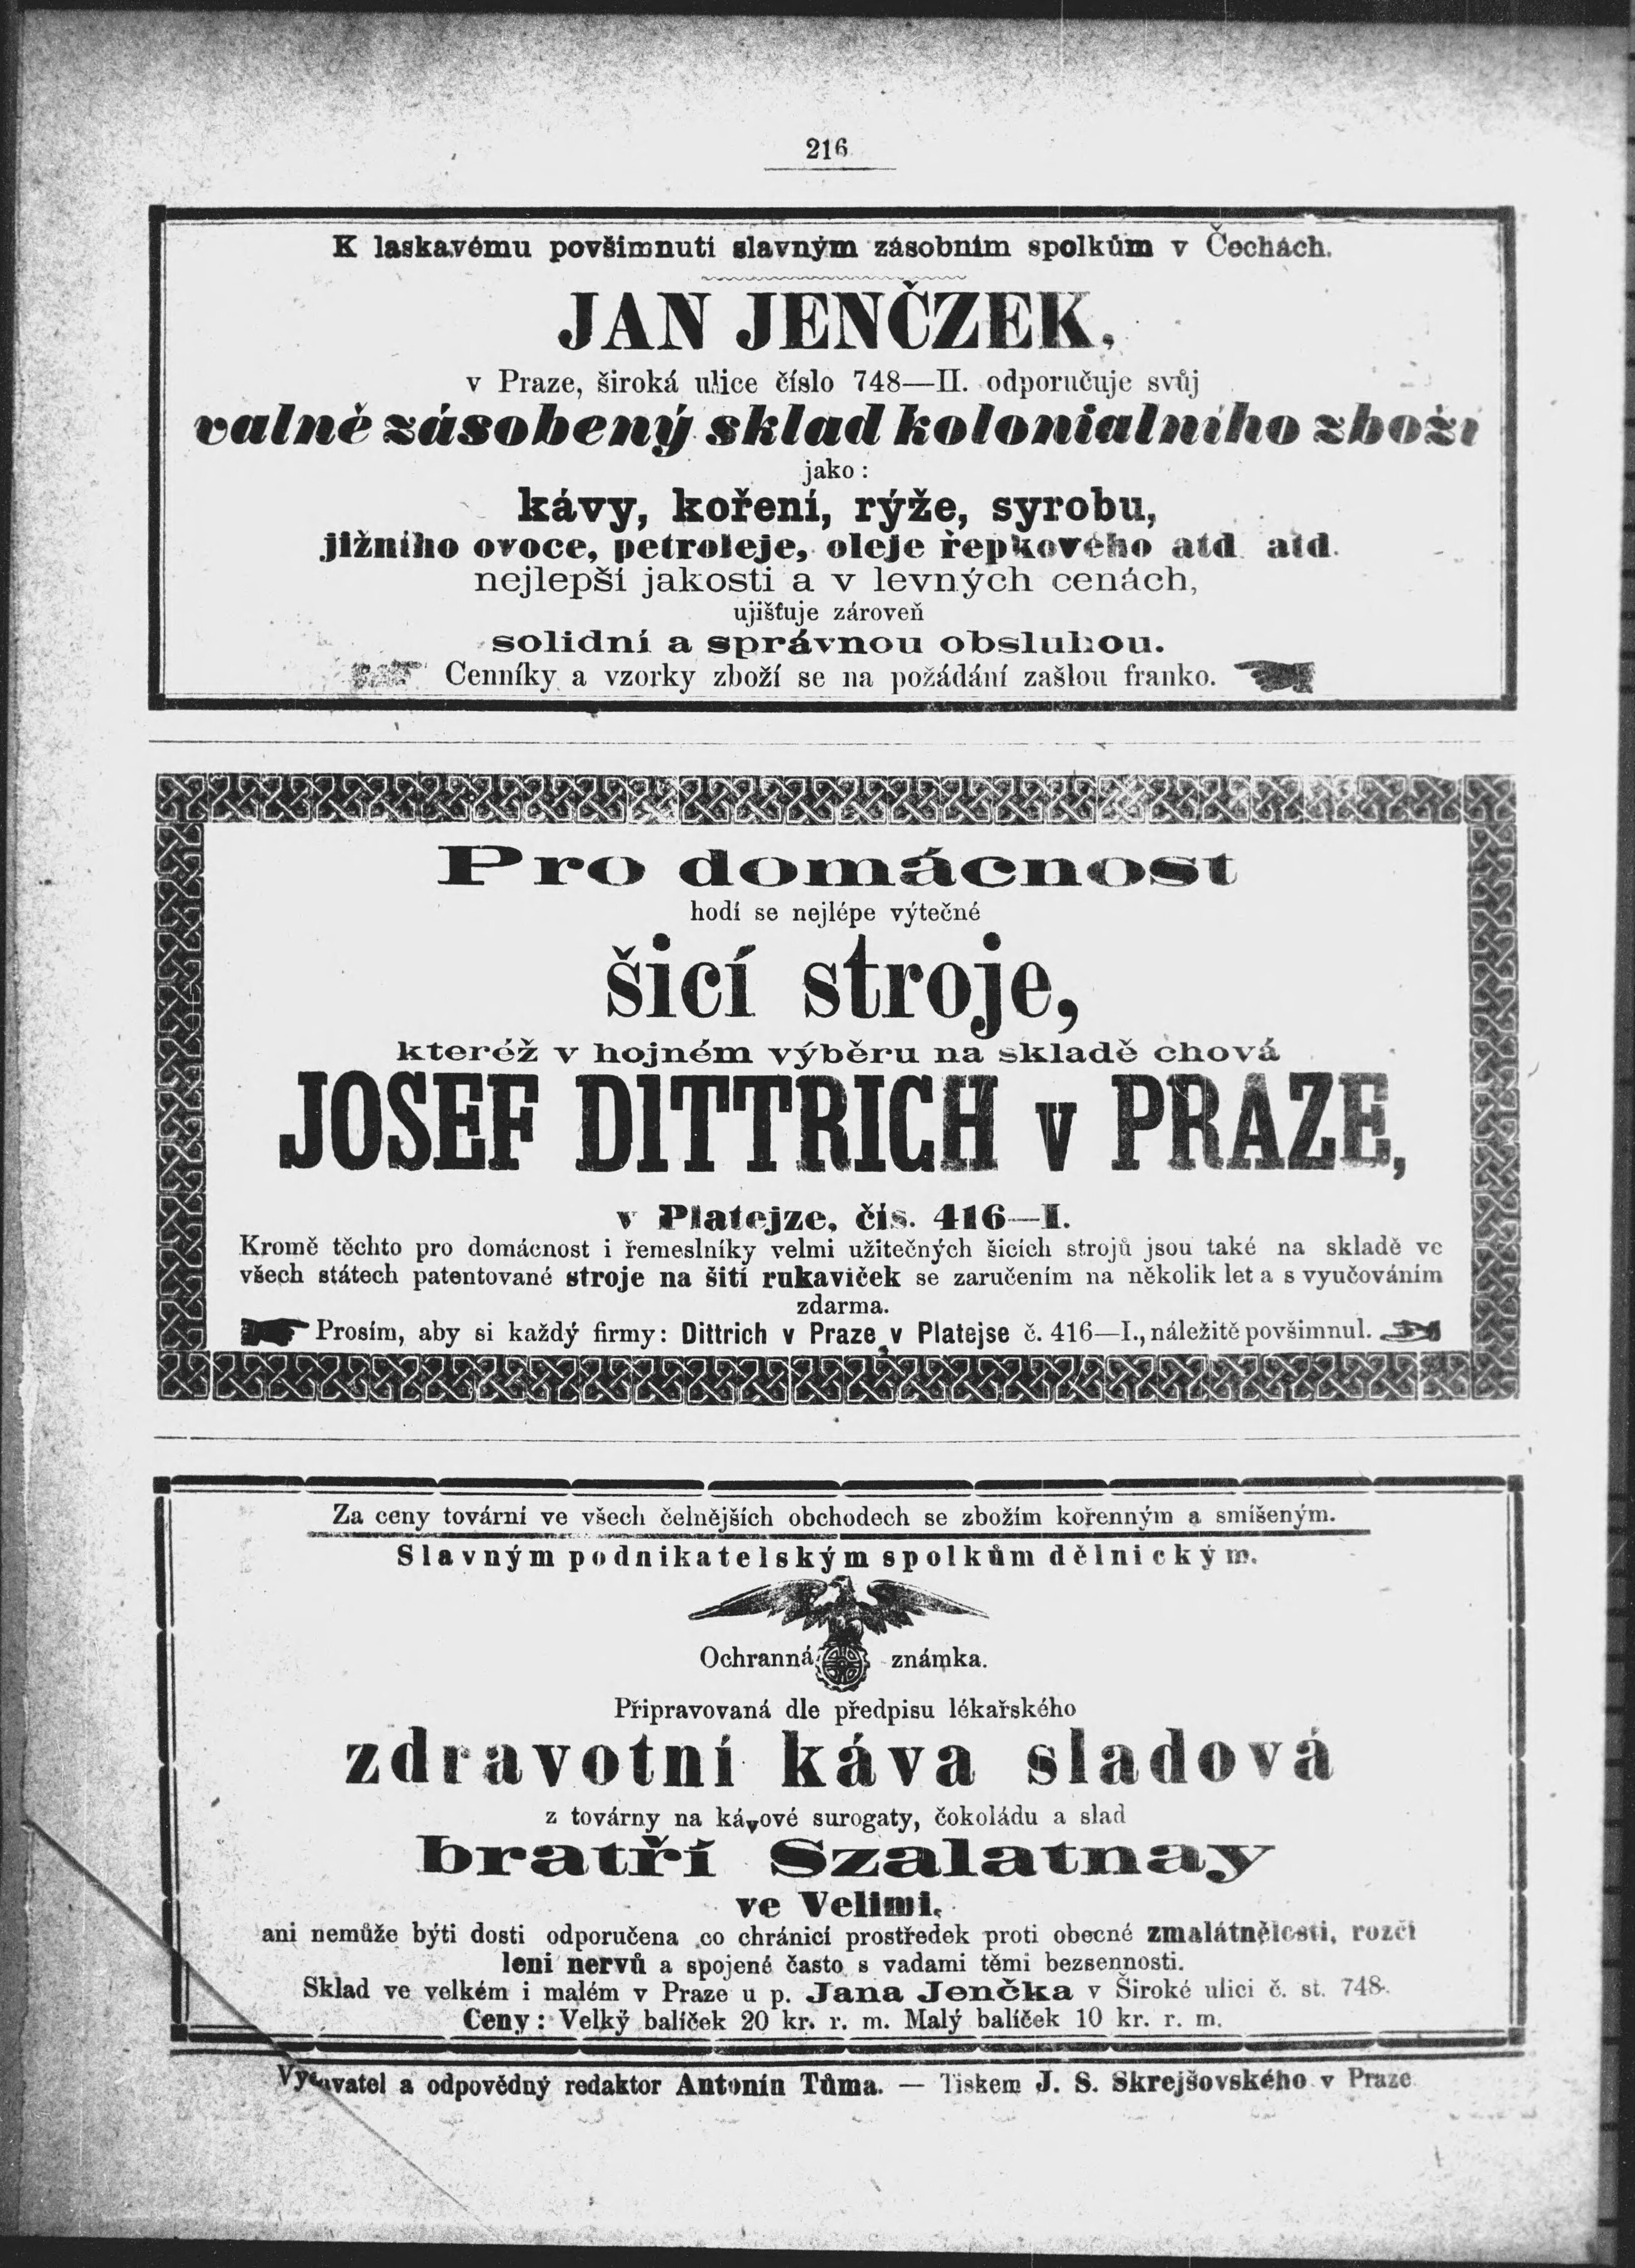 216
K laskavému povšimnutí slavným zásobním spolkům v Čechách.
JAN JENČZEK,
v Praze, široká ulice číslo 748—II. odporučuje svůj
valně zásobený sklad kolonialního zboží
jako:
kávy, koření, rýže, syrobu,
jižního ovoce, petroleje, oleje řepkového atd. atd.
nejlepší jakosti a v levných cenách,
ujišťuje zároveň
solidní a správnou obsluhou.
Cenníky a vzorky zboží se na požádání zašlou franko.
Pro domácnost
hodí se nejlépe výtečné
šicí stroje,
kteréž v hojném výběru na skladě chová
JOSEF DITTRICH v PRAZE,
v Platejze, čís. 416—I.
Kromě těchto pro domácnost i řemeslníky velmi užitečných šicích strojů jsou také na skladě ve
všech státech patentované stroje na šití rukaviček se zaručením na několik let a s vyučováním
zdarma.
Prosím, aby si každý firmy: Dittrich v Praze, v Platejse č. 416—I., náležitě povšimnul.
Za ceny tovární ve všech čelnějších obchodech se zbožím kořenným a smíšeným.
Slavným podnikatelským spolkům dělnickým.
Ochranná známka.
Připravovaná dle předpisu lékařského
zdravotní káva sladová
z továrny na kávové surogaty, čokoládu a slad
bratří Szalatnay
ve Velimi,
ani nemůže býti dosti odporučena co chránicí prostředek proti obecné zmalátnělosti, rozčí
lení nervů a spojené často s vadami těmi bezsennosti.
Sklad ve velkém i malém v Praze u p. Jana Jenčka v Široké ulici č. st. 748.
Ceny: Velký balíček 20 kr. r. m. Malý balíček 10 kr. r. m.
Vydavatel a odpovědný redaktor Antonín Tůma. — Tiskem J. S. Skrejšovského v Praze